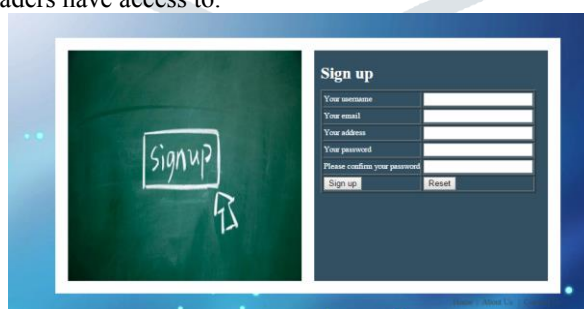 aders have access to.
signup
Sign up
Your username
Your email
Your address
Your password
Please confirm your password
Sign up Reset
Home | About Us |